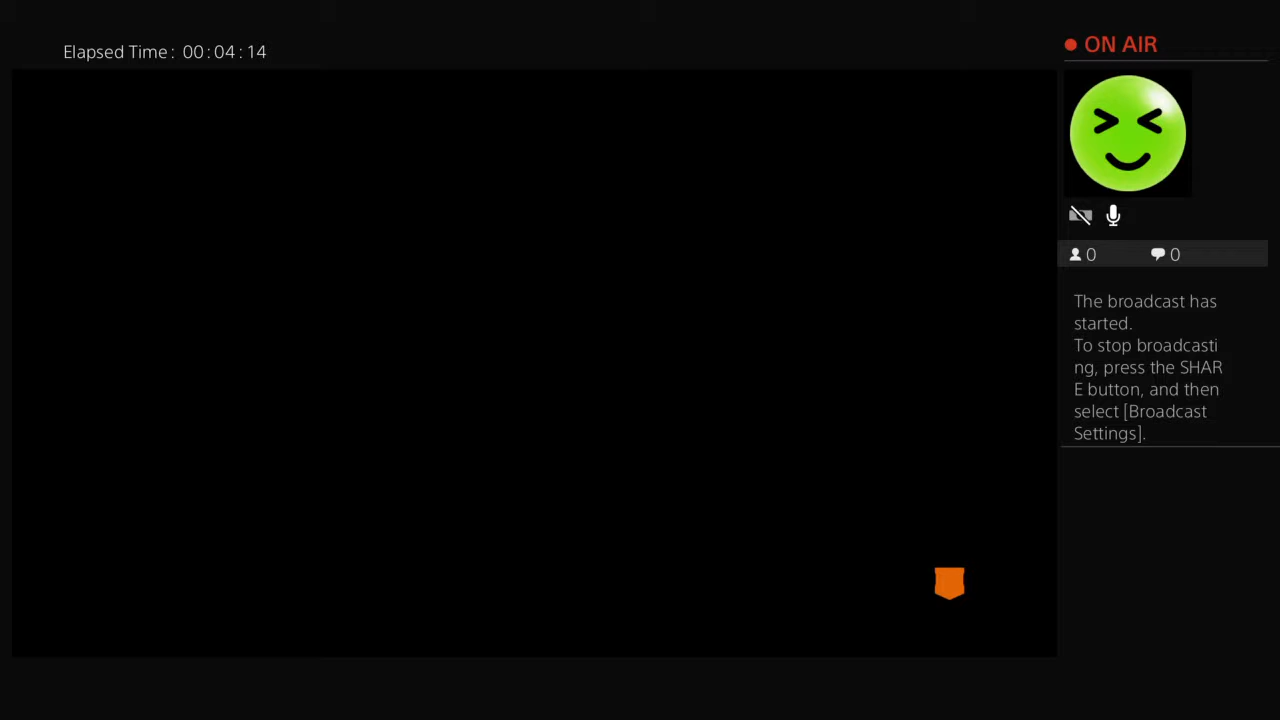 Elapsed Time: 00:04:14
ON AIR
0 0
The broadcast has
started.
To stop broadcasti
ng, press the SHAR
E button, and then
select [Broadcast
Settings].